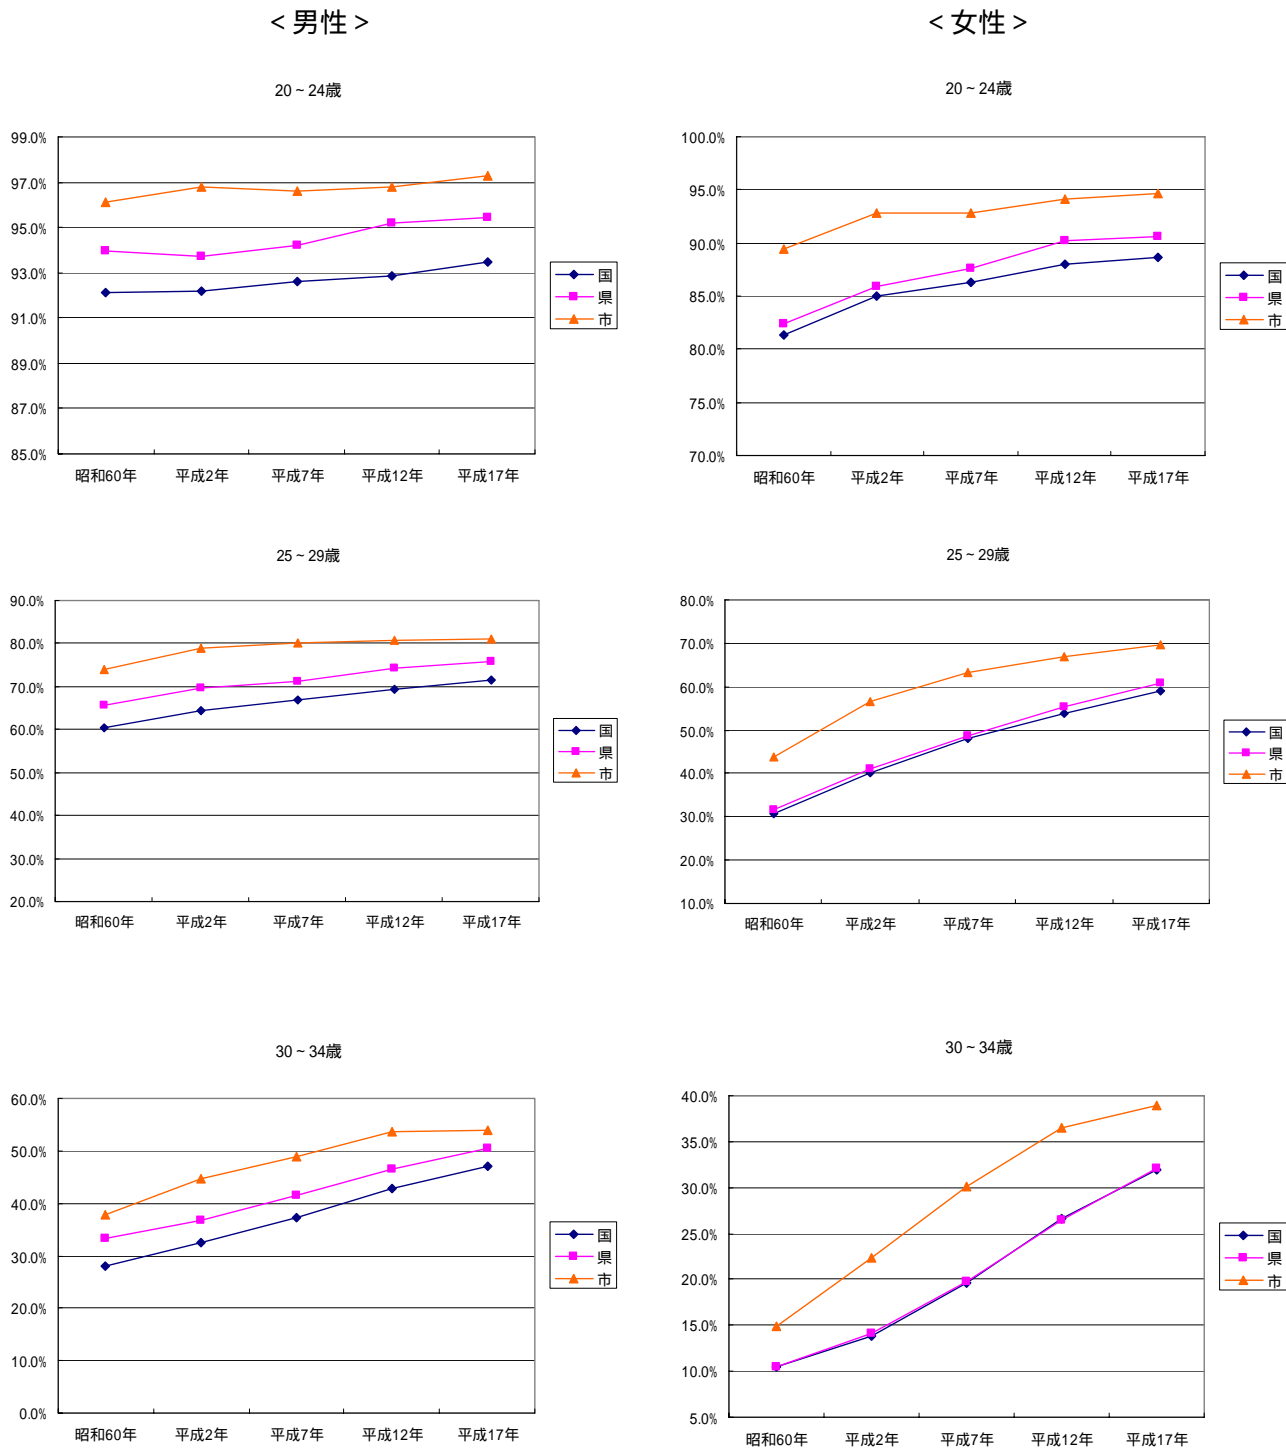 <男性>
<女性>
20~24歳
99.0%
97.0%
95.0%
93.0%
91.0%
89.0%
87.0%
85.0%
昭和60年 平成2年 平成7年 平成12年 平成17年
国
県
市
20~24歳
100.0%
95.0%
90.0%
85.0%
80.0%
75.0%
70.0%
昭和60年 平成2年 平成7年 平成12年 平成17年
国
県
市
25~29歳
90.0%
80.0%
70.0%
60.0%
50.0%
40.0%
30.0%
20.0%
昭和60年 平成2年 平成7年 平成12年 平成17年
国
県
市
25~29歳
80.0%
70.0%
60.0%
50.0%
40.0%
30.0%
20.0%
10.0%
昭和60年 平成2年 平成7年 平成12年 平成17年
国
県
市
30~34歳
60.0%
50.0%
40.0%
30.0%
20.0%
10.0%
0.0%
昭和60年 平成2年 平成7年 平成12年 平成17年
国
県
市
30~34歳
40.0%
35.0%
30.0%
25.0%
20.0%
15.0%
10.0%
5.0%
昭和60年 平成2年 平成7年 平成12年 平成17年
国
県
市